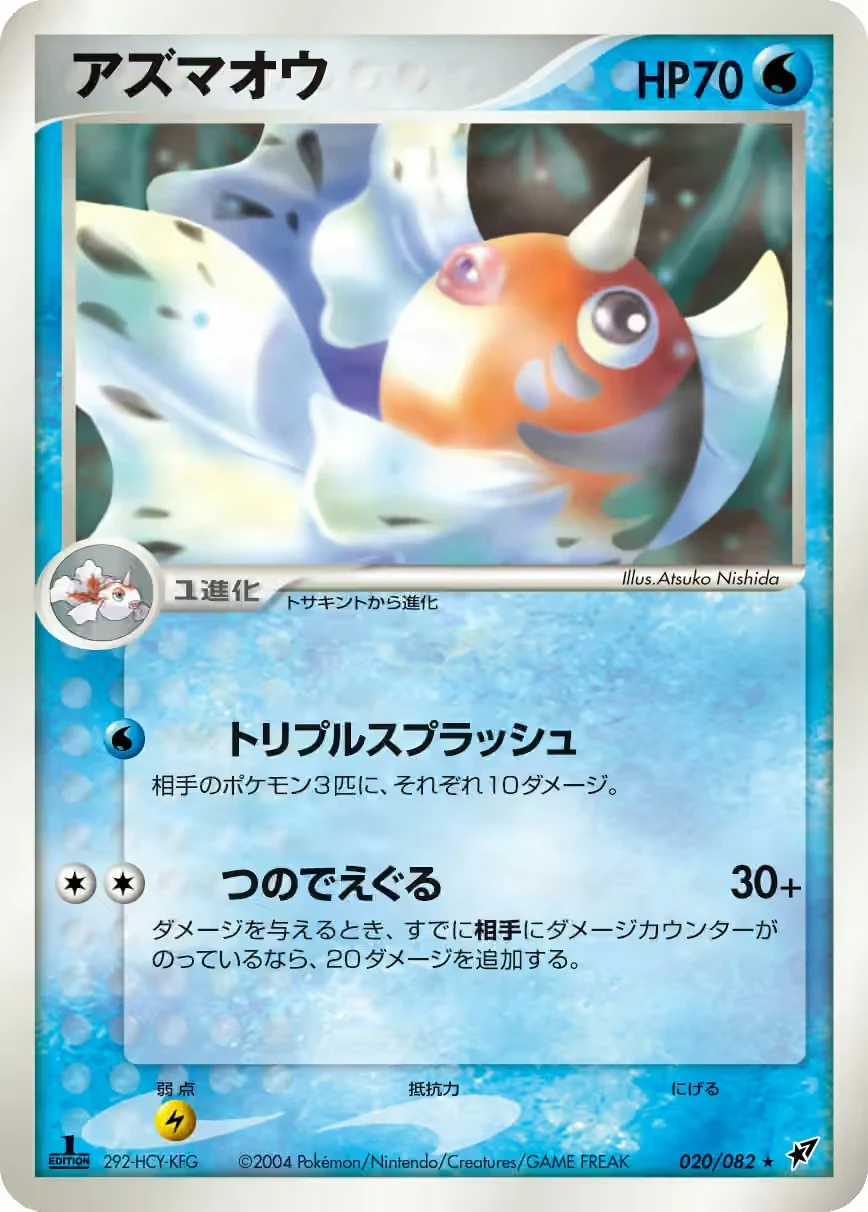 アズマオウ
HP70
Illus.Atsuko Nishida
1進化
トサキントから進化
トリプルスプラッシュ
相手のポケモン3匹に、それぞれ10ダメージ。
つのでえぐる 30+
ダメージを与えるとき、すでに相手にダメージカウンターが
のっているなら、20ダメージを追加する。
弱点 抵抗力 にげる
1 EDITION 292-HCY-KFG ©2004 Pokémon/Nintendo/Creatures/GAME FREAK 020/082 ★